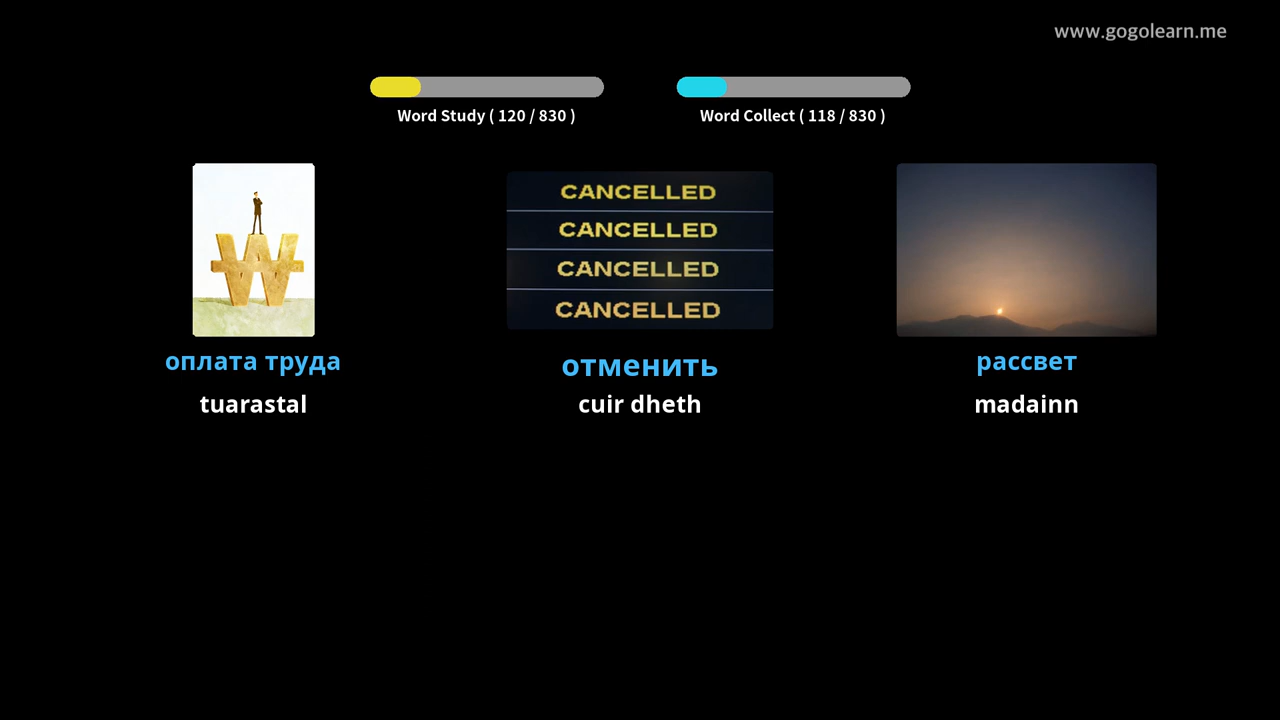 www.gogolearn.me
Word Study ( 120 / 830 )
Word Collect ( 118 / 830 )
CANCELLED
CANCELLED
CANCELLED
CANCELLED
оплата труда
отменить
рассвет
tuarastal
cuir dheth
madainn